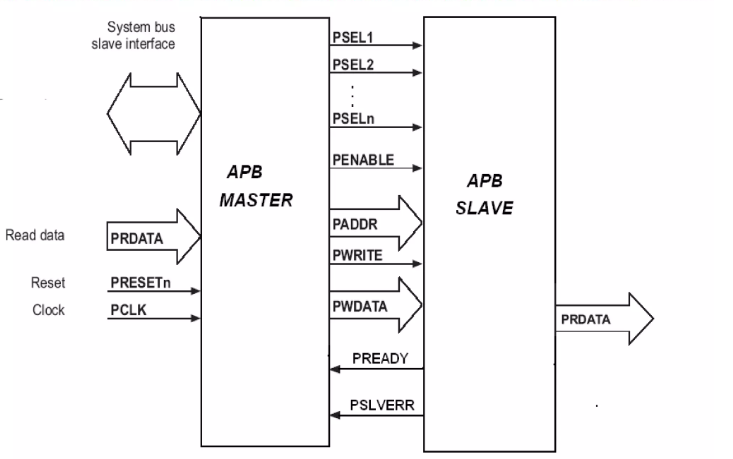 System bus
slave interface
PSEL1
PSEL2
PSELn
PENABLE
APB
MASTER
APB
SLAVE
Read data
PRDATA
PADDR
PWRITE
Reset
PRESETn
Clock
PCLK
PWDATA
PRDATA
PREADY
PSLVERR